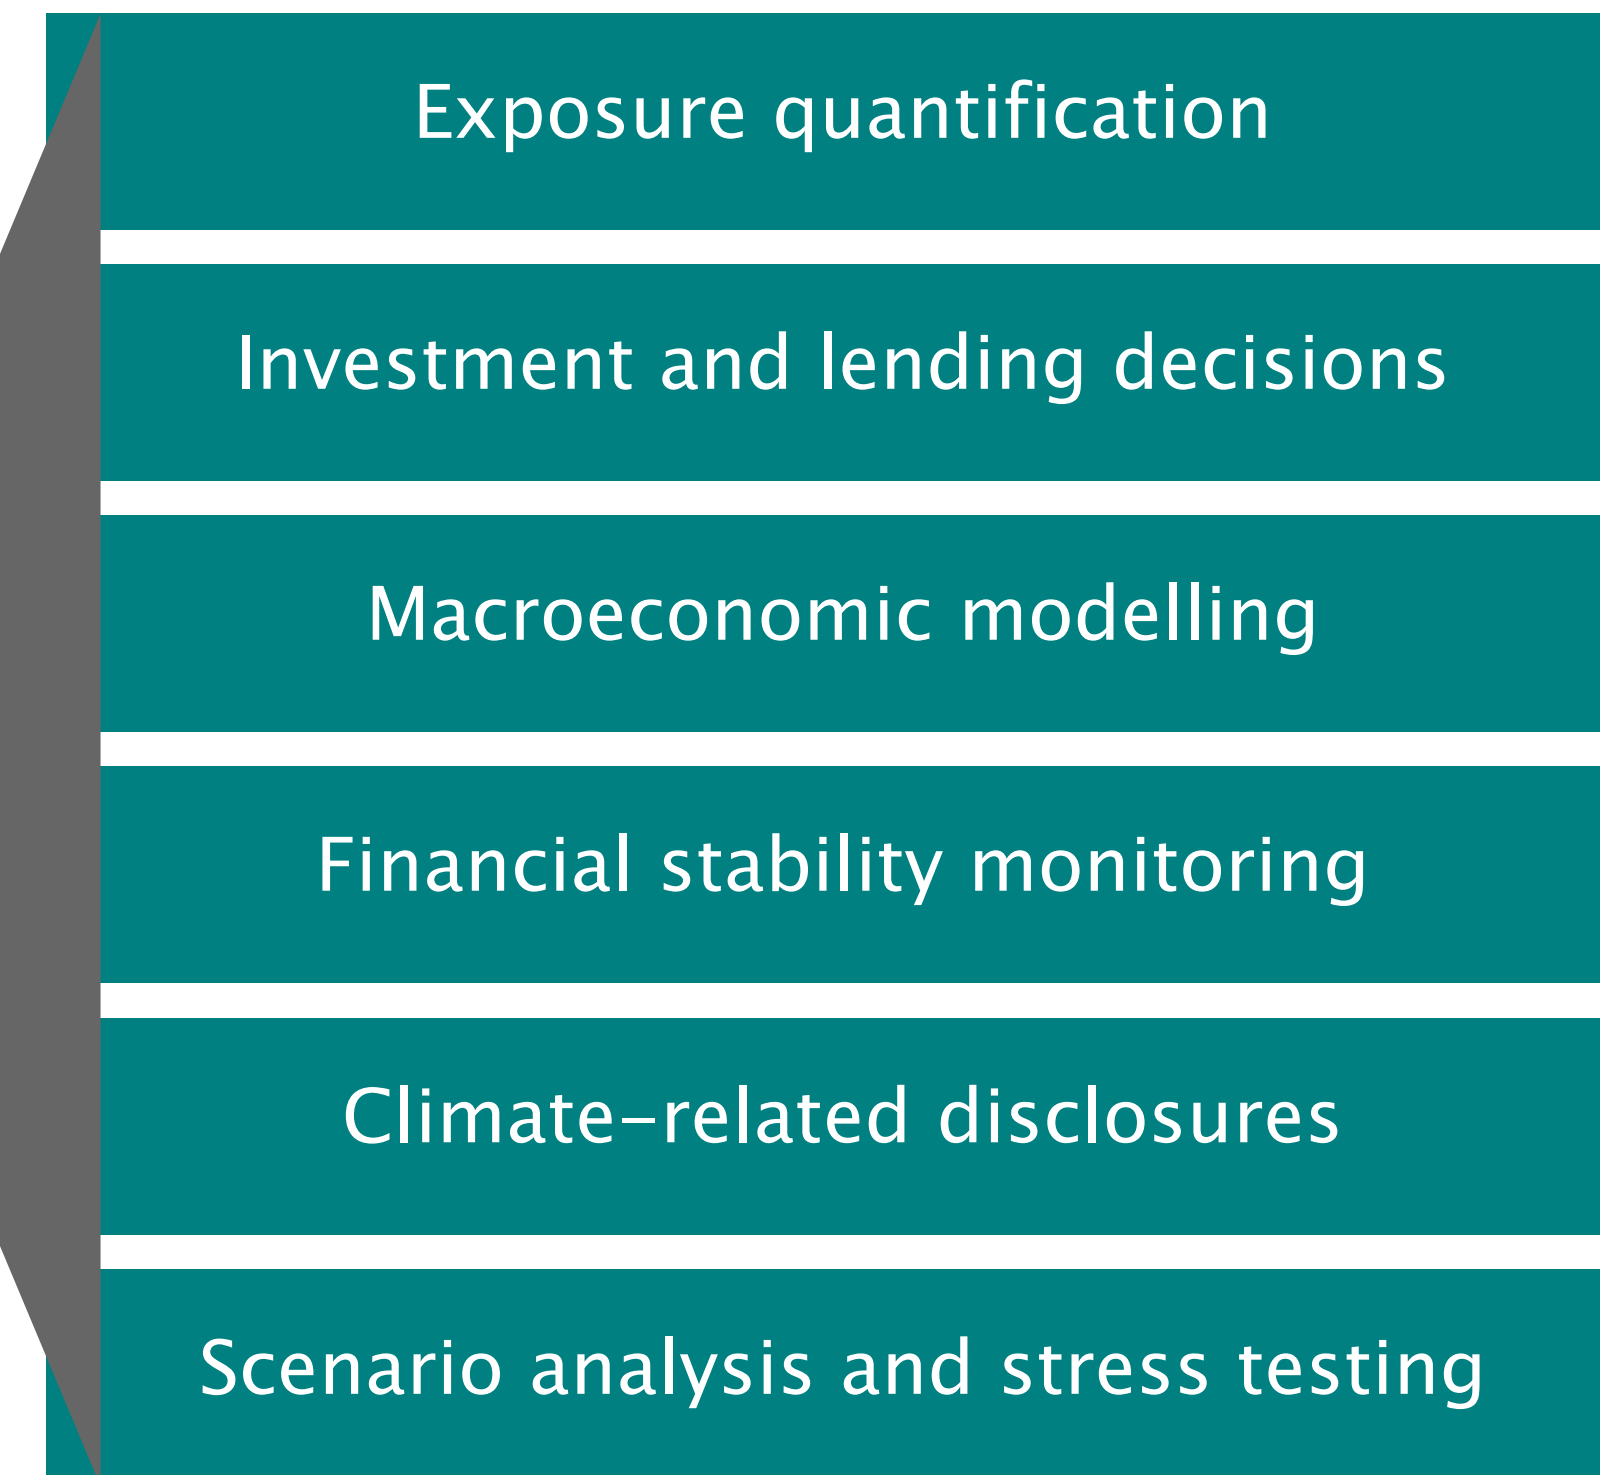 Exposure quantification
Investment and lending decisions
Macroeconomic modelling
Financial stability monitoring
Climate-related disclosures
Scenario analysis and stress testing